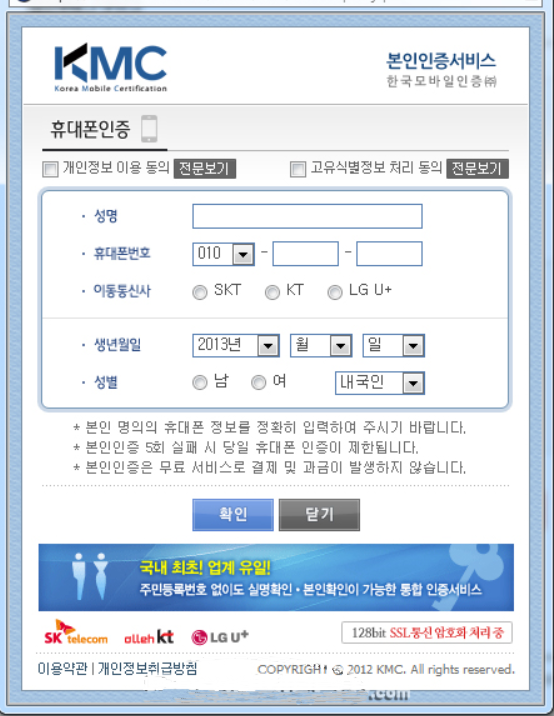 KMC
Korea Mobile Certification
본인인증서비스
한국모바일인증㈜
휴대폰인증
개인정보 이용 동의 전문보기 고유식별정보 처리 동의 전문보기
· 성명
· 휴대폰번호 010 - -
· 이동통신사 SKT KT LG U+
· 생년월일 2013년 월 일
· 성별 남 여 내국인
* 본인 명의의 휴대폰 정보를 정확히 입력하여 주시기 바랍니다.
* 본인인증 5회 실패 시 당일 휴대폰 인증이 제한됩니다.
* 본인인증은 무료 서비스로 결제 및 과금이 발생하지 않습니다.
확인 닫기
국내 최초! 업계 유일!
주민등록번호 없이도 실명확인·본인확인이 가능한 통합 인증서비스
SK telecom olleh kt LG U+ 128bit SSL통신 암호화 처리 중
이용약관 | 개인정보취급방침 COPYRIGHT © 2012 KMC. All rights reserved.
.com